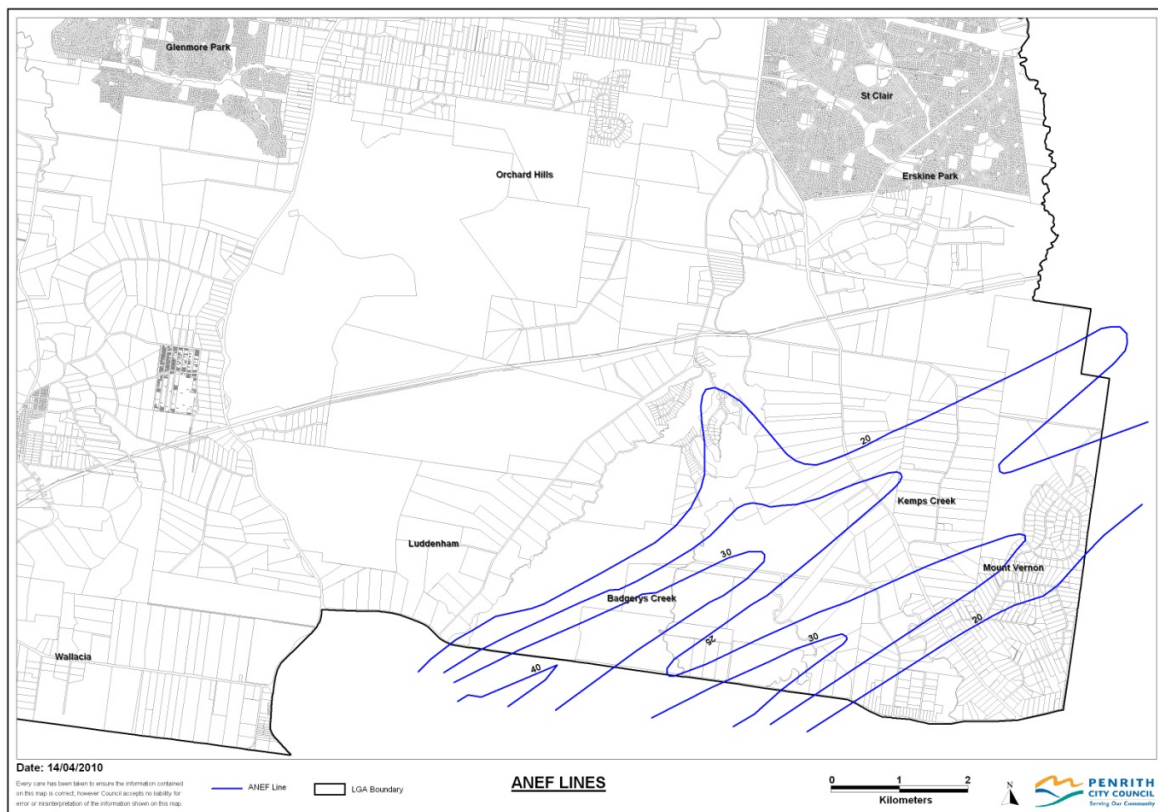 Glenmore Park
St Clair
Orchard Hills
Erskine Park
20
Kemps Creek
Luddenham
30
Mount Vernon
Badgerys Creek
20
25
30
Wallacia
40
Date: 14/04/2010
Every care has been taken to ensure the information contained
on this map is correct, however Council accepts no liability for
error or misinterpretation of the information shown on this map.
ANEF Line
LGA Boundary
ANEF LINES
0 1 2
Kilometers
N
PENRITH
CITY COUNCIL
Serving Our Community